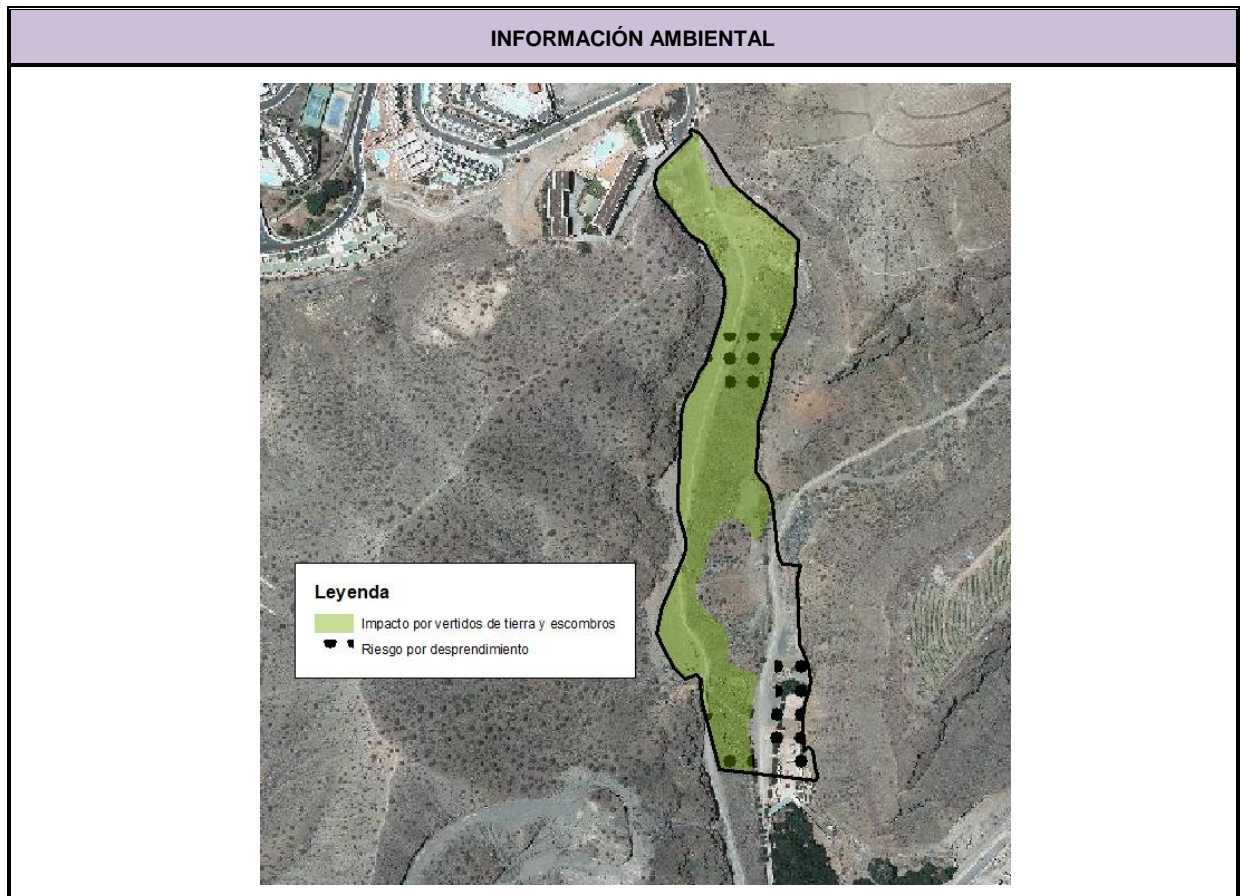 INFORMACIÓN AMBIENTAL
Leyenda
Impacto por vertidos de tierra y escombros
Riesgo por desprendimiento